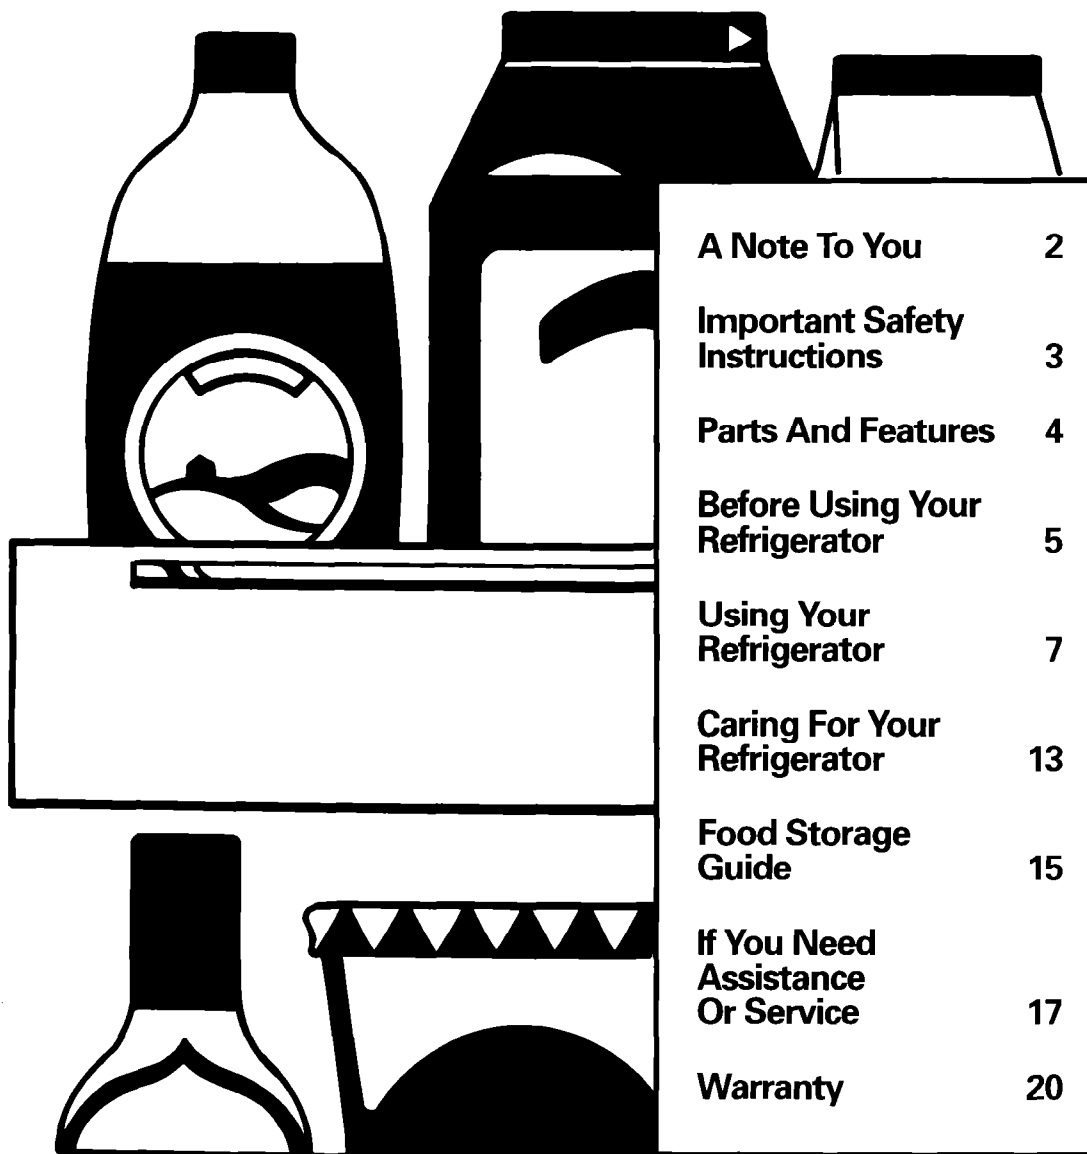 A Note To You 2
Important Safety
Instructions 3
Parts And Features 4
Before Using Your
Refrigerator 5
Using Your
Refrigerator 7
Caring For Your
Refrigerator 13
Food Storage
Guide 15
If You Need
Assistance
Or Service 17
Warranty 20